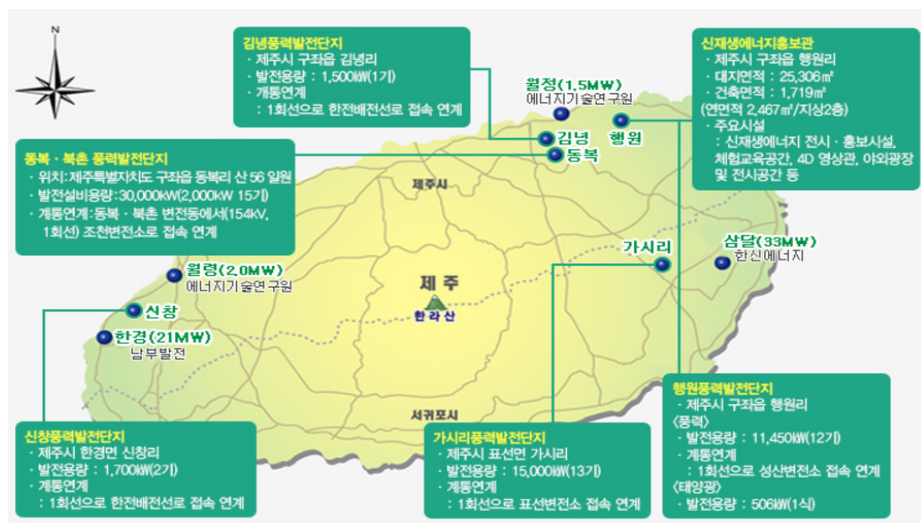 N
김녕풍력발전단지
· 제주시 구좌읍 김녕리
· 발전용량 : 1,500㎾(1기)
· 개통연계
: 1회선으로 한전배전선로 접속 연계
신재생에너지홍보관
· 제주시 구좌읍 행원리
· 대지면적 : 25,306㎡
· 건축면적 : 1,719㎡
(연면적 2,467㎡/지상2층)
· 주요시설
: 신재생에너지 전시 · 홍보시설,
체험교육공간, 4D 영상관, 야외광장
및 전시공간 등
월정(1.5MW)
에너지기술연구원
김녕
행원
동복
동복 · 북촌 풍력발전단지
· 위치:제주특별자치도 구좌읍 동복리 산 56 일원
· 발전설비용량:30,000kW(2,000kW 15기)
· 계통연계:동복 · 북촌 변전동에서(154kV,
1회선) 조천변전소로 접속 연계
제주시
가시리
삼달(33MW)
한신에너지
월령(2.0MW)
에너지기술연구원
제주
한라산
신창
한경(21MW)
남부발전
서귀포시
신창풍력발전단지
· 제주시 한경면 신창리
· 발전용량 : 1,700㎾(2기)
· 계통연계
: 1회선으로 한전배전선로 접속 연계
가시리풍력발전단지
· 제주시 표선면 가시리
· 발전용량 : 15,000㎾(13기)
· 계통연계
: 1회선으로 표선변전소 접속 연계
행원풍력발전단지
· 제주시 구좌읍 행원리
〈풍력〉
· 발전용량 : 11,450㎾(12기)
· 계통연계
: 1회선으로 성산변전소 접속 연계
〈태양광〉
· 발전용량 : 506㎾(1식)